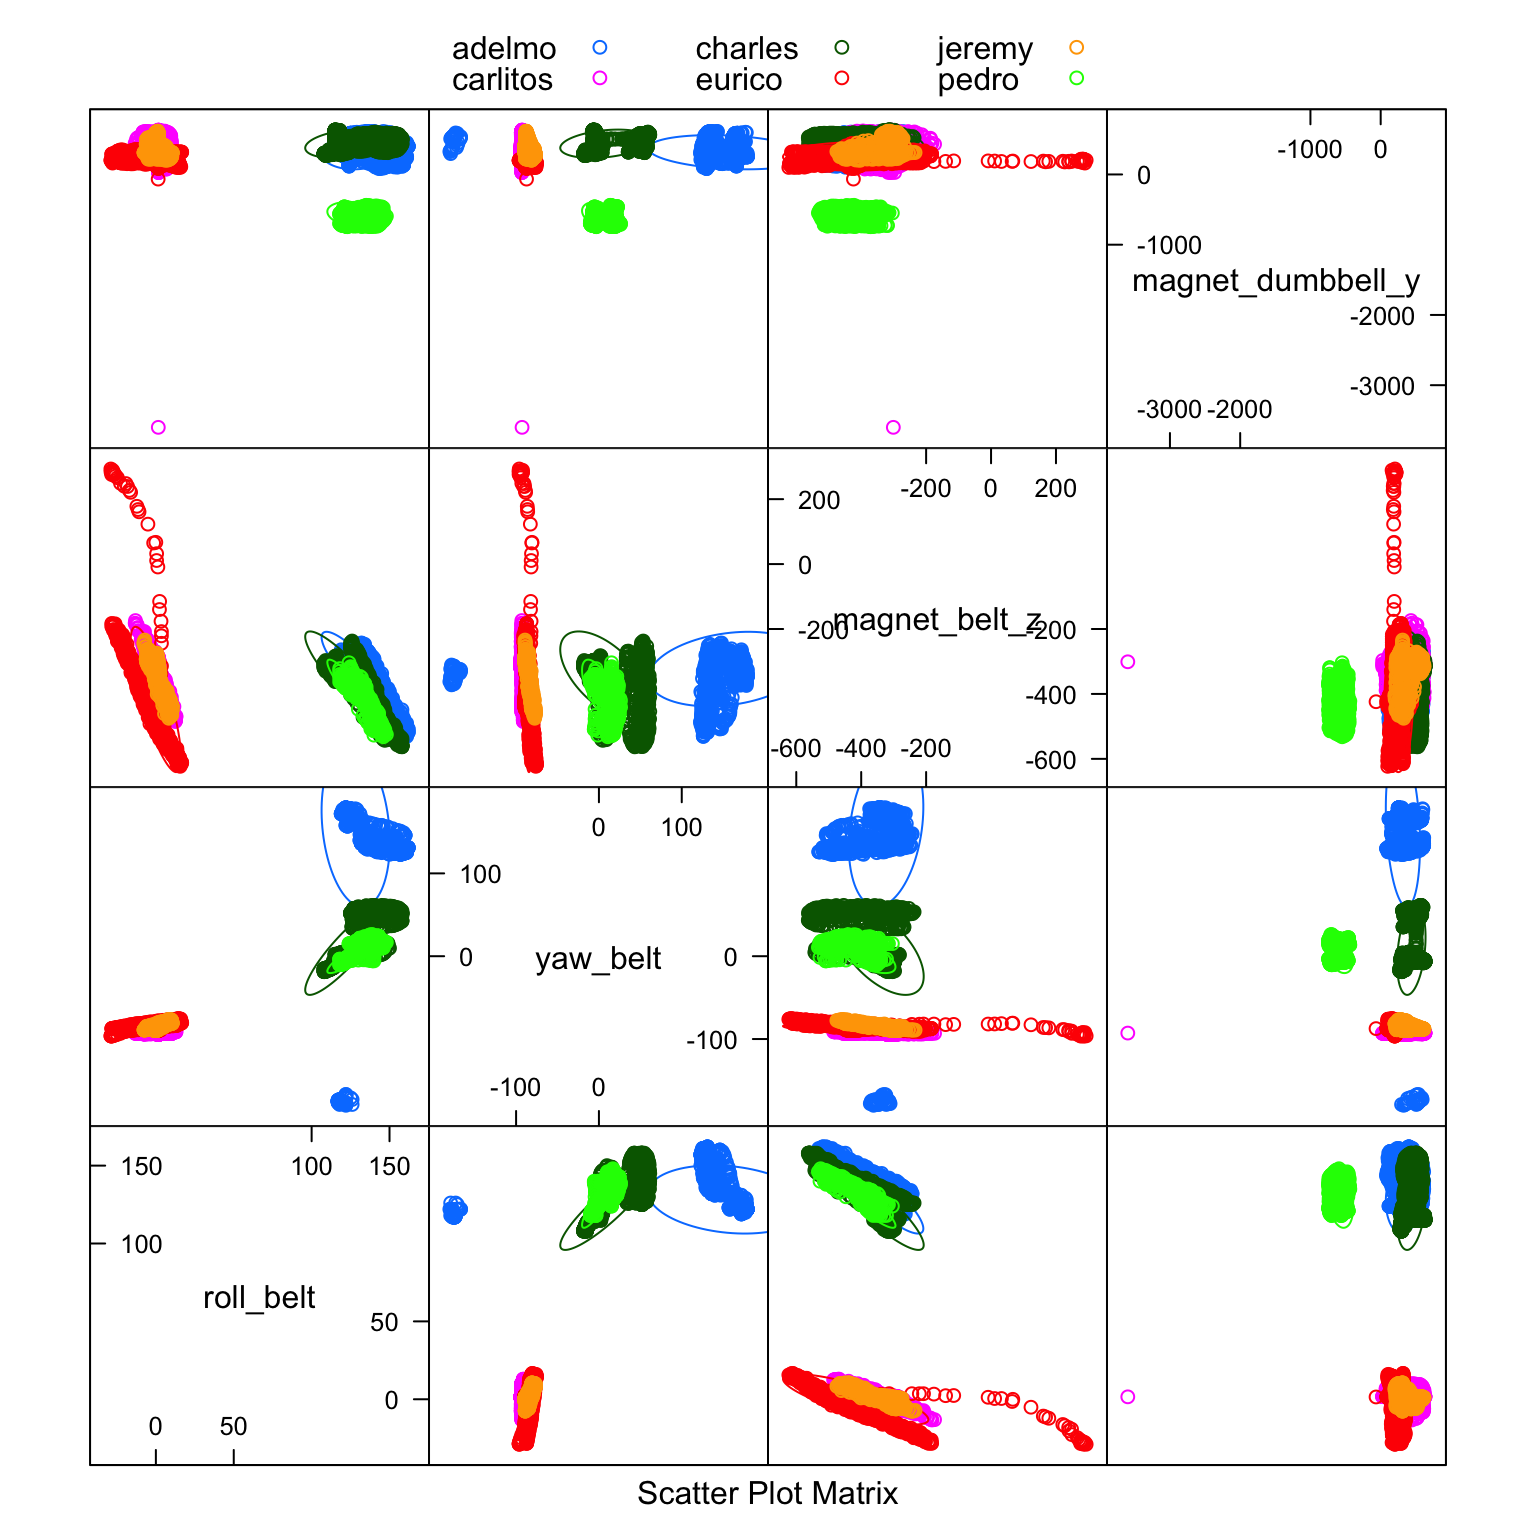 adelmo charles jeremy
carlitos eurico pedro
-1000 0
0
-1000
magnet_dumbbell_y
-2000
-3000
-3000 -2000
-200 0 200
200
0
-200 magnet_belt_z -200
-400
-600 -400 -200
-600
0 100
100
0 yaw_belt 0
-100
-100 0
100 150
150
100
roll_belt
50
0
0 50
Scatter Plot Matrix